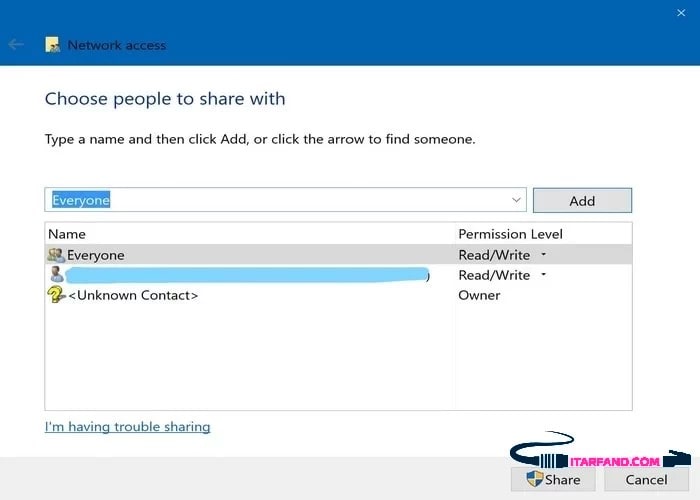 Network access
Choose people to share with
Type a name and then click Add, or click the arrow to find someone.
Everyone
Add
Name Permission Level
Everyone Read/Write
) Read/Write
<Unknown Contact> Owner
I'm having trouble sharing
ITARFAND.COM
Share Cancel